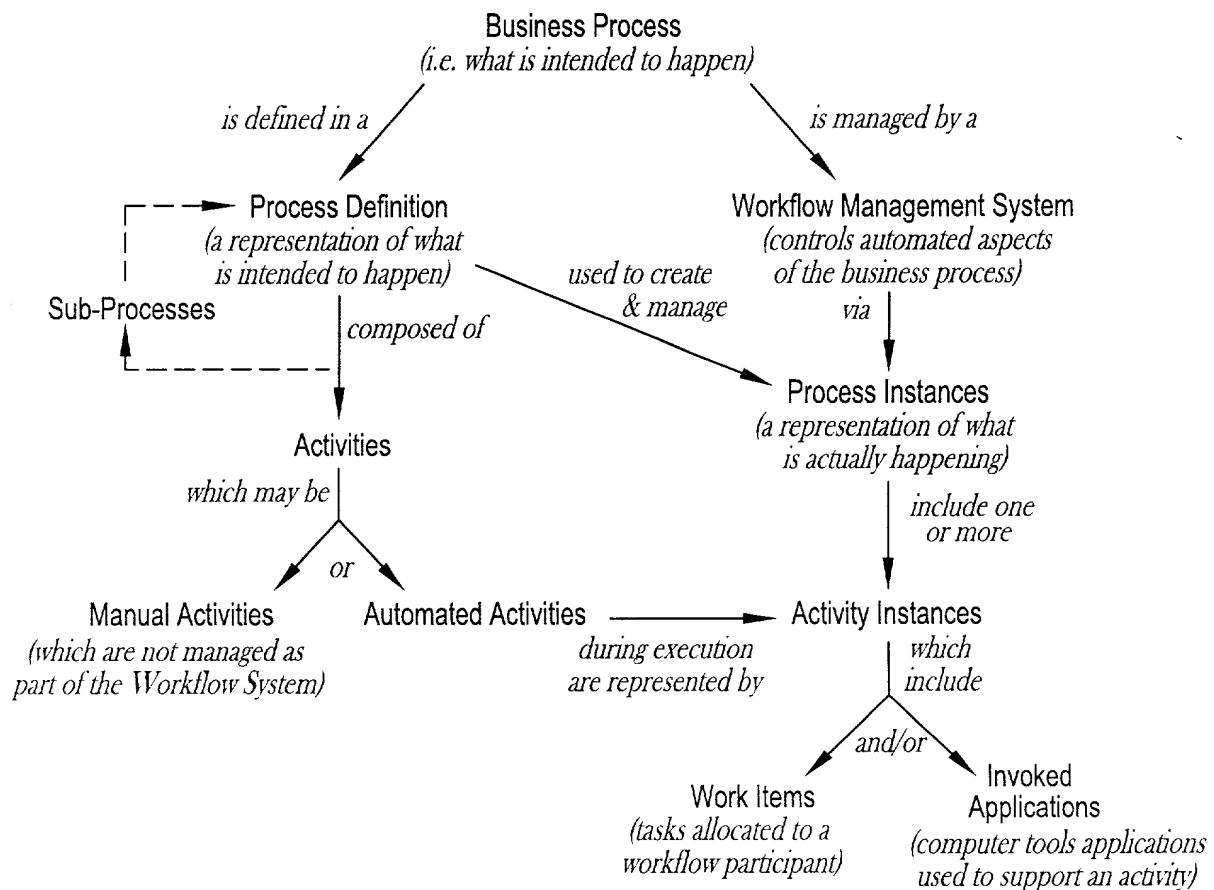 Business Process
(i.e. what is intended to happen)
is defined in a
is managed by a
Process Definition
(a representation of what
is intended to happen)
Workflow Management System
(controls automated aspects
of the business process)
used to create
& manage
via
Sub-Processes
composed of
Process Instances
(a representation of what
is actually happening)
Activities
which may be
include one
or more
or
Manual Activities
(which are not managed as
part of the Workflow System)
Automated Activities
during execution
are represented by
Activity Instances
which
include
and/or
Work Items
(tasks allocated to a
workflow participant)
Invoked
Applications
(computer tools applications
used to support an activity)